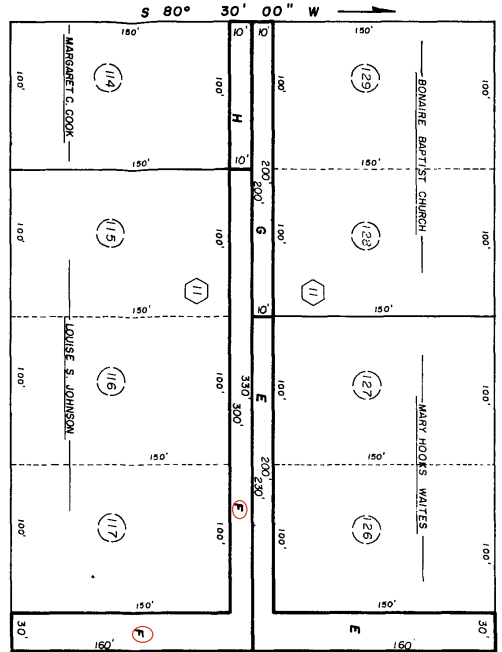 S 80° 30' 00" W
150' 10' 10' 150'
100' MARGARET C. COOK 114 100' H 129 100' BONAIRE BAPTIST CHURCH 100'
150' 10' 200' 150'
200'
100' 115 100' G 100' 128 100'
11 11
150' 10' 150'
100' LOUISE S. JOHNSON 116 100' 330' E 100' 127 MARY HOOKS WAITES 100'
300'
150' 200' 150'
230'
100' 117 100' F 100' 126 100'
150' 150'
30' F E 30'
160' 160'